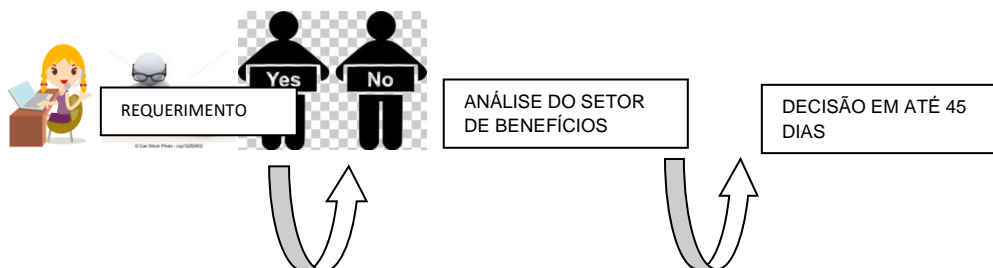 Yes
No
REQUERIMENTO
ANÁLISE DO SETOR
DE BENEFÍCIOS
DECISÃO EM ATÉ 45
DIAS